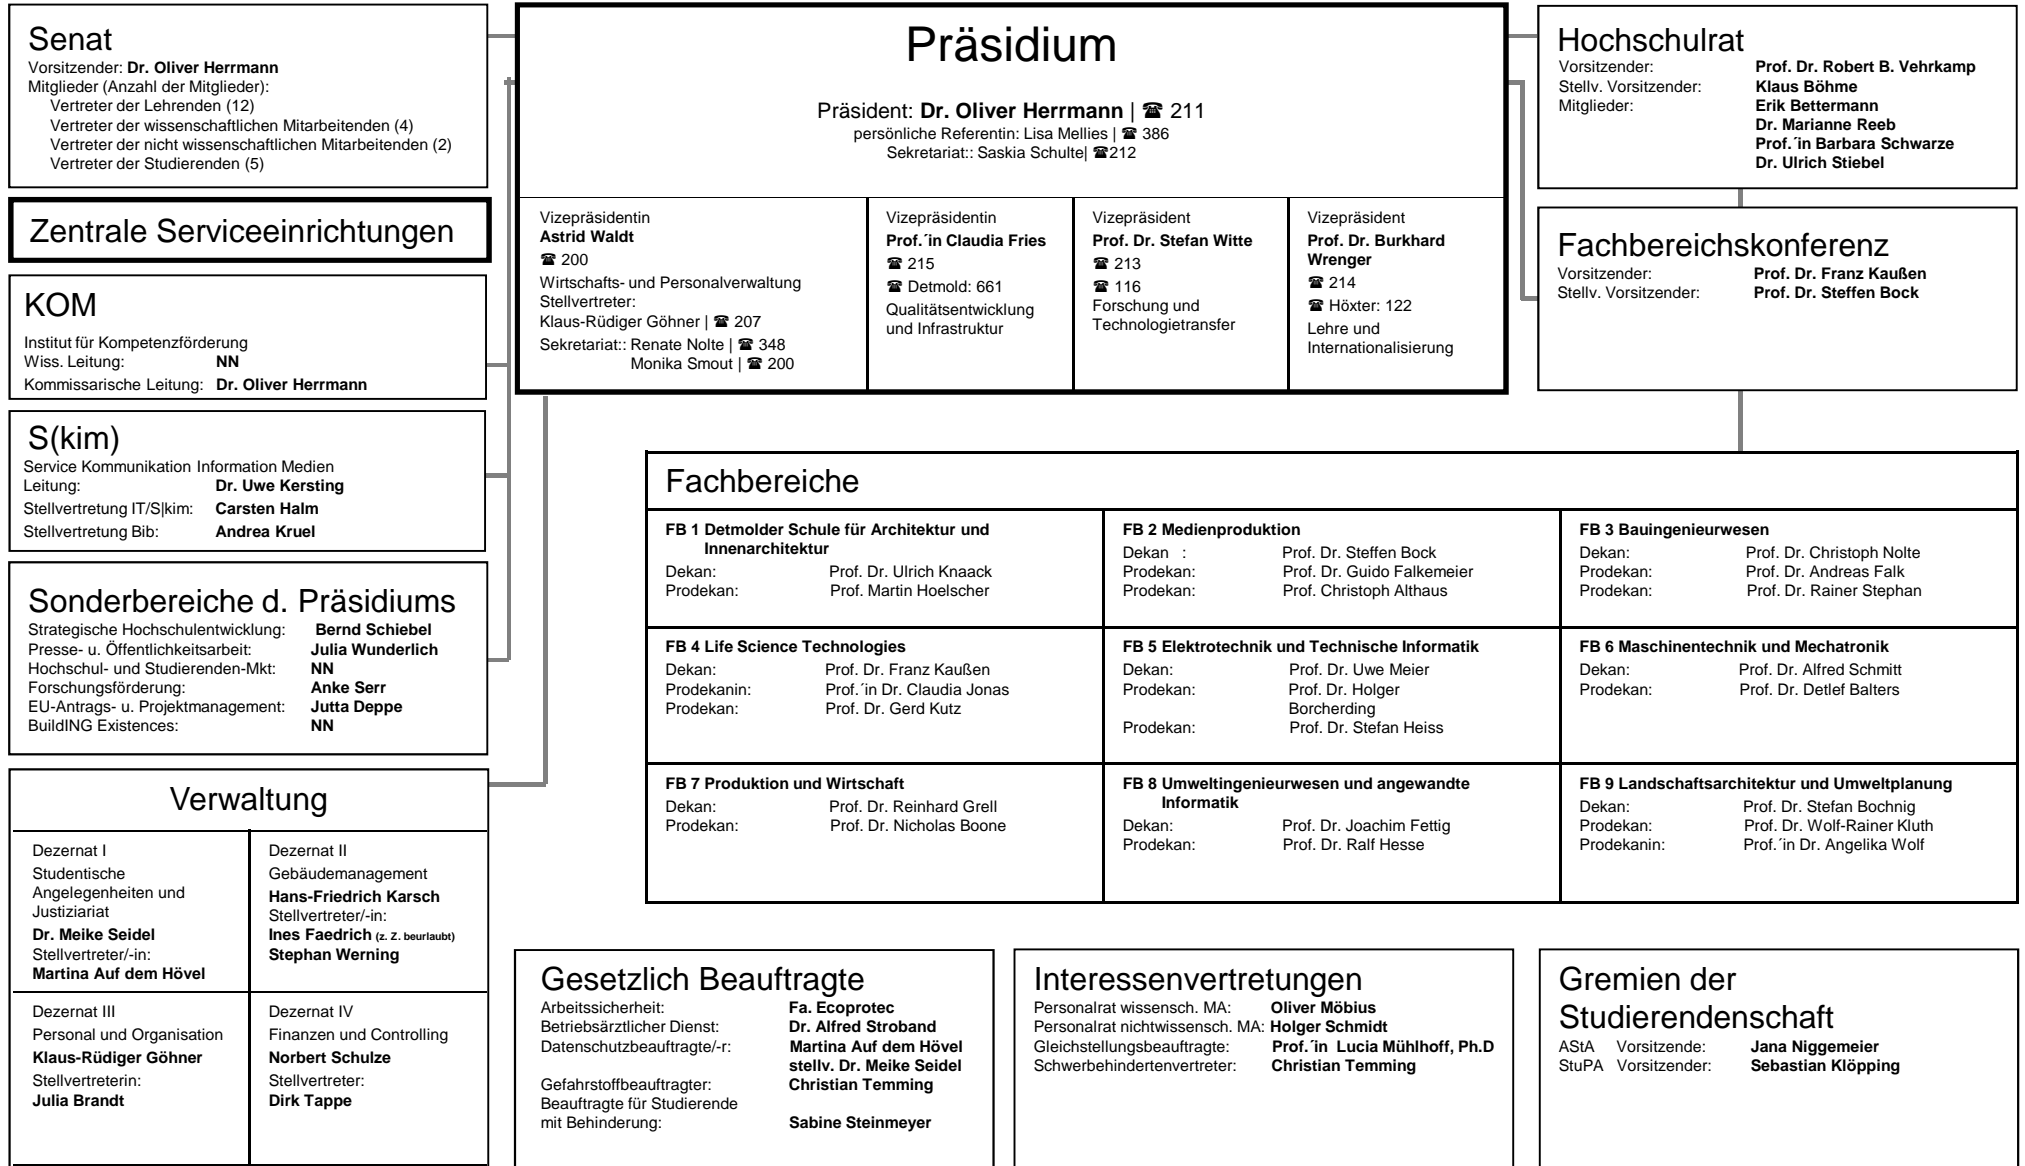 Senat
Vorsitzender: Dr. Oliver Herrmann
Mitglieder (Anzahl der Mitglieder):
Vertreter der Lehrenden (12)
Vertreter der wissenschaftlichen Mitarbeitenden (4)
Vertreter der nicht wissenschaftlichen Mitarbeitenden (2)
Vertreter der Studierenden (5)
Präsidium
Präsident: Dr. Oliver Herrmann | ☎ 211
persönliche Referentin: Lisa Mellies | ☎ 386
Sekretariat:: Saskia Schulte| ☎212
Vizepräsidentin
Astrid Waldt
☎ 200
Wirtschafts- und Personalverwaltung
Stellvertreter:
Klaus-Rüdiger Göhner | ☎ 207
Sekretariat:: Renate Nolte | ☎ 348
Monika Smout | ☎ 200
Vizepräsidentin
Prof.´in Claudia Fries
☎ 215
☎ Detmold: 661
Qualitätsentwicklung
und Infrastruktur
Vizepräsident
Prof. Dr. Stefan Witte
☎ 213
☎ 116
Forschung und
Technologietransfer
Vizepräsident
Prof. Dr. Burkhard
Wrenger
☎ 214
☎ Höxter: 122
Lehre und
Internationalisierung
Hochschulrat
Vorsitzender: Prof. Dr. Robert B. Vehrkamp
Stellv. Vorsitzender: Klaus Böhme
Mitglieder: Erik Bettermann
Dr. Marianne Reeb
Prof.´in Barbara Schwarze
Dr. Ulrich Stiebel
Fachbereichskonferenz
Vorsitzender: Prof. Dr. Franz Kaußen
Stellv. Vorsitzender: Prof. Dr. Steffen Bock
Zentrale Serviceeinrichtungen
KOM
Institut für Kompetenzförderung
Wiss. Leitung: NN
Kommissarische Leitung: Dr. Oliver Herrmann
S(kim)
Service Kommunikation Information Medien
Leitung: Dr. Uwe Kersting
Stellvertretung IT/S|kim: Carsten Halm
Stellvertretung Bib: Andrea Kruel
Sonderbereiche d. Präsidiums
Strategische Hochschulentwicklung: Bernd Schiebel
Presse- u. Öffentlichkeitsarbeit: Julia Wunderlich
Hochschul- und Studierenden-Mkt: NN
Forschungsförderung: Anke Serr
EU-Antrags- u. Projektmanagement: Jutta Deppe
BuildING Existences: NN
Verwaltung
Dezernat I
Studentische
Angelegenheiten und
Justiziariat
Dr. Meike Seidel
Stellvertreter/-in:
Martina Auf dem Hövel
Dezernat II
Gebäudemanagement
Hans-Friedrich Karsch
Stellvertreter/-in:
Ines Faedrich (z. Z. beurlaubt)
Stephan Werning
Dezernat III
Personal und Organisation
Klaus-Rüdiger Göhner
Stellvertreterin:
Julia Brandt
Dezernat IV
Finanzen und Controlling
Norbert Schulze
Stellvertreter:
Dirk Tappe
Fachbereiche
FB 1 Detmolder Schule für Architektur und
Innenarchitektur
Dekan: Prof. Dr. Ulrich Knaack
Prodekan: Prof. Martin Hoelscher
FB 2 Medienproduktion
Dekan : Prof. Dr. Steffen Bock
Prodekan: Prof. Dr. Guido Falkemeier
Prodekan: Prof. Christoph Althaus
FB 3 Bauingenieurwesen
Dekan: Prof. Dr. Christoph Nolte
Prodekan: Prof. Dr. Andreas Falk
Prodekan: Prof. Dr. Rainer Stephan
FB 4 Life Science Technologies
Dekan: Prof. Dr. Franz Kaußen
Prodekanin: Prof.´in Dr. Claudia Jonas
Prodekan: Prof. Dr. Gerd Kutz
FB 5 Elektrotechnik und Technische Informatik
Dekan: Prof. Dr. Uwe Meier
Prodekan: Prof. Dr. Holger
Borcherding
Prodekan: Prof. Dr. Stefan Heiss
FB 6 Maschinentechnik und Mechatronik
Dekan: Prof. Dr. Alfred Schmitt
Prodekan: Prof. Dr. Detlef Balters
FB 7 Produktion und Wirtschaft
Dekan: Prof. Dr. Reinhard Grell
Prodekan: Prof. Dr. Nicholas Boone
FB 8 Umweltingenieurwesen und angewandte
Informatik
Dekan: Prof. Dr. Joachim Fettig
Prodekan: Prof. Dr. Ralf Hesse
FB 9 Landschaftsarchitektur und Umweltplanung
Dekan: Prof. Dr. Stefan Bochnig
Prodekan: Prof. Dr. Wolf-Rainer Kluth
Prodekanin: Prof.´in Dr. Angelika Wolf
Gesetzlich Beauftragte
Arbeitssicherheit: Fa. Ecoprotec
Betriebsärztlicher Dienst: Dr. Alfred Stroband
Datenschutzbeauftragte/-r: Martina Auf dem Hövel
stellv. Dr. Meike Seidel
Gefahrstoffbeauftragter: Christian Temming
Beauftragte für Studierende
mit Behinderung: Sabine Steinmeyer
Interessenvertretungen
Personalrat wissensch. MA: Oliver Möbius
Personalrat nichtwissensch. MA: Holger Schmidt
Gleichstellungsbeauftragte: Prof.´in Lucia Mühlhoff, Ph.D
Schwerbehindertenvertreter: Christian Temming
Gremien der
Studierendenschaft
AStA Vorsitzende: Jana Niggemeier
StuPA Vorsitzender: Sebastian Klöpping